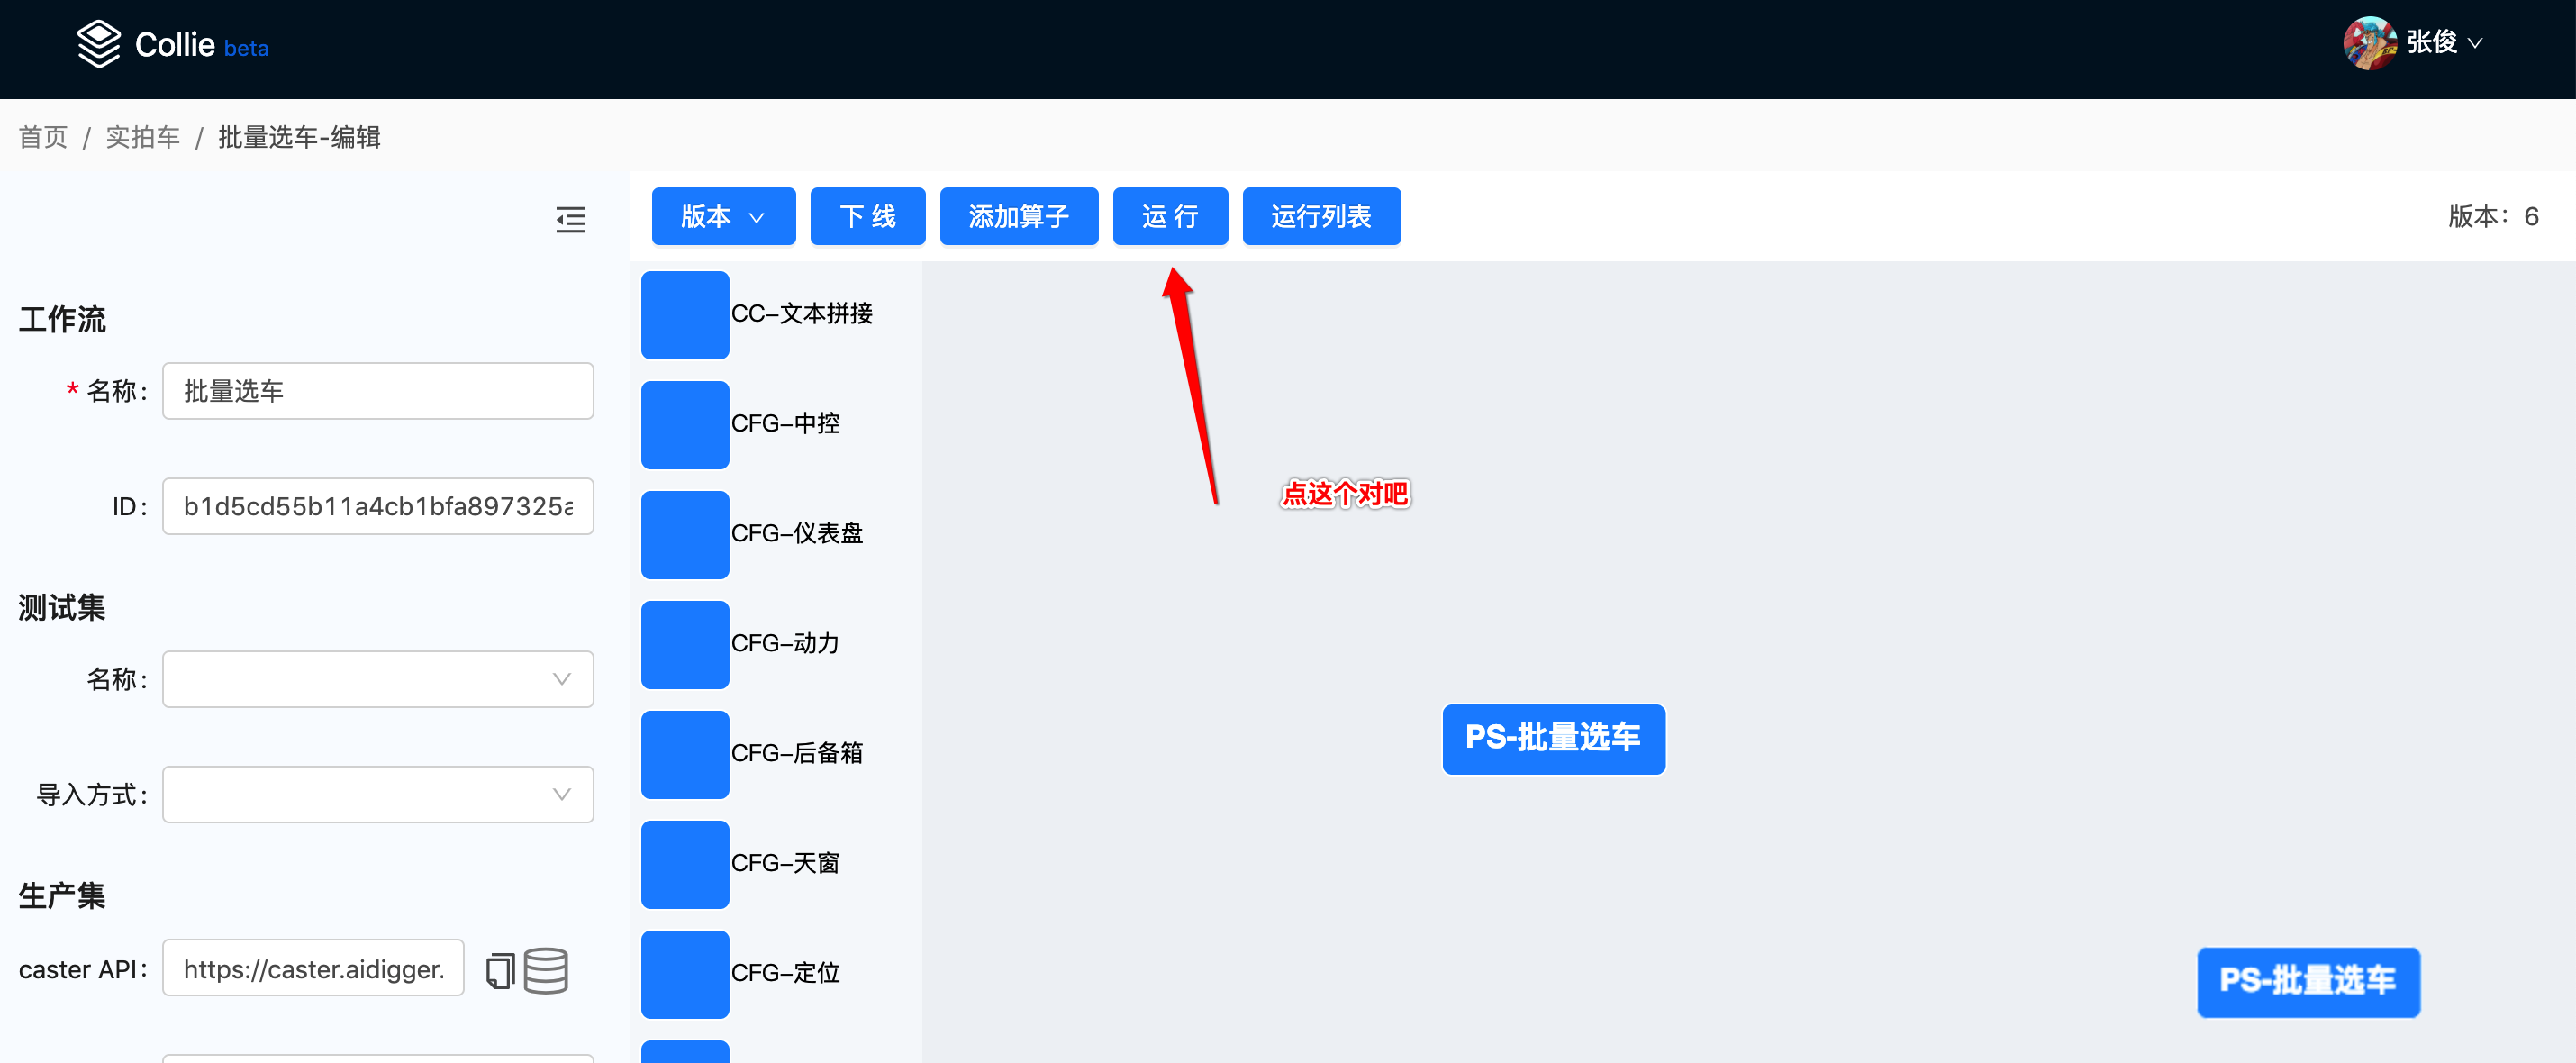 Collie beta
张俊
首页 / 实拍车 / 批量选车-编辑
版本
下 线
添加算子
运 行
运行列表
版本：6
工作流
* 名称：
批量选车
ID：
b1d5cd55b11a4cb1bfa897325a
测试集
名称：
导入方式：
生产集
caster API：
https://caster.aidigger.
CC-文本拼接
CFG-中控
CFG-仪表盘
CFG-动力
CFG-后备箱
CFG-天窗
CFG-定位
点这个对吧
PS-批量选车
PS-批量选车